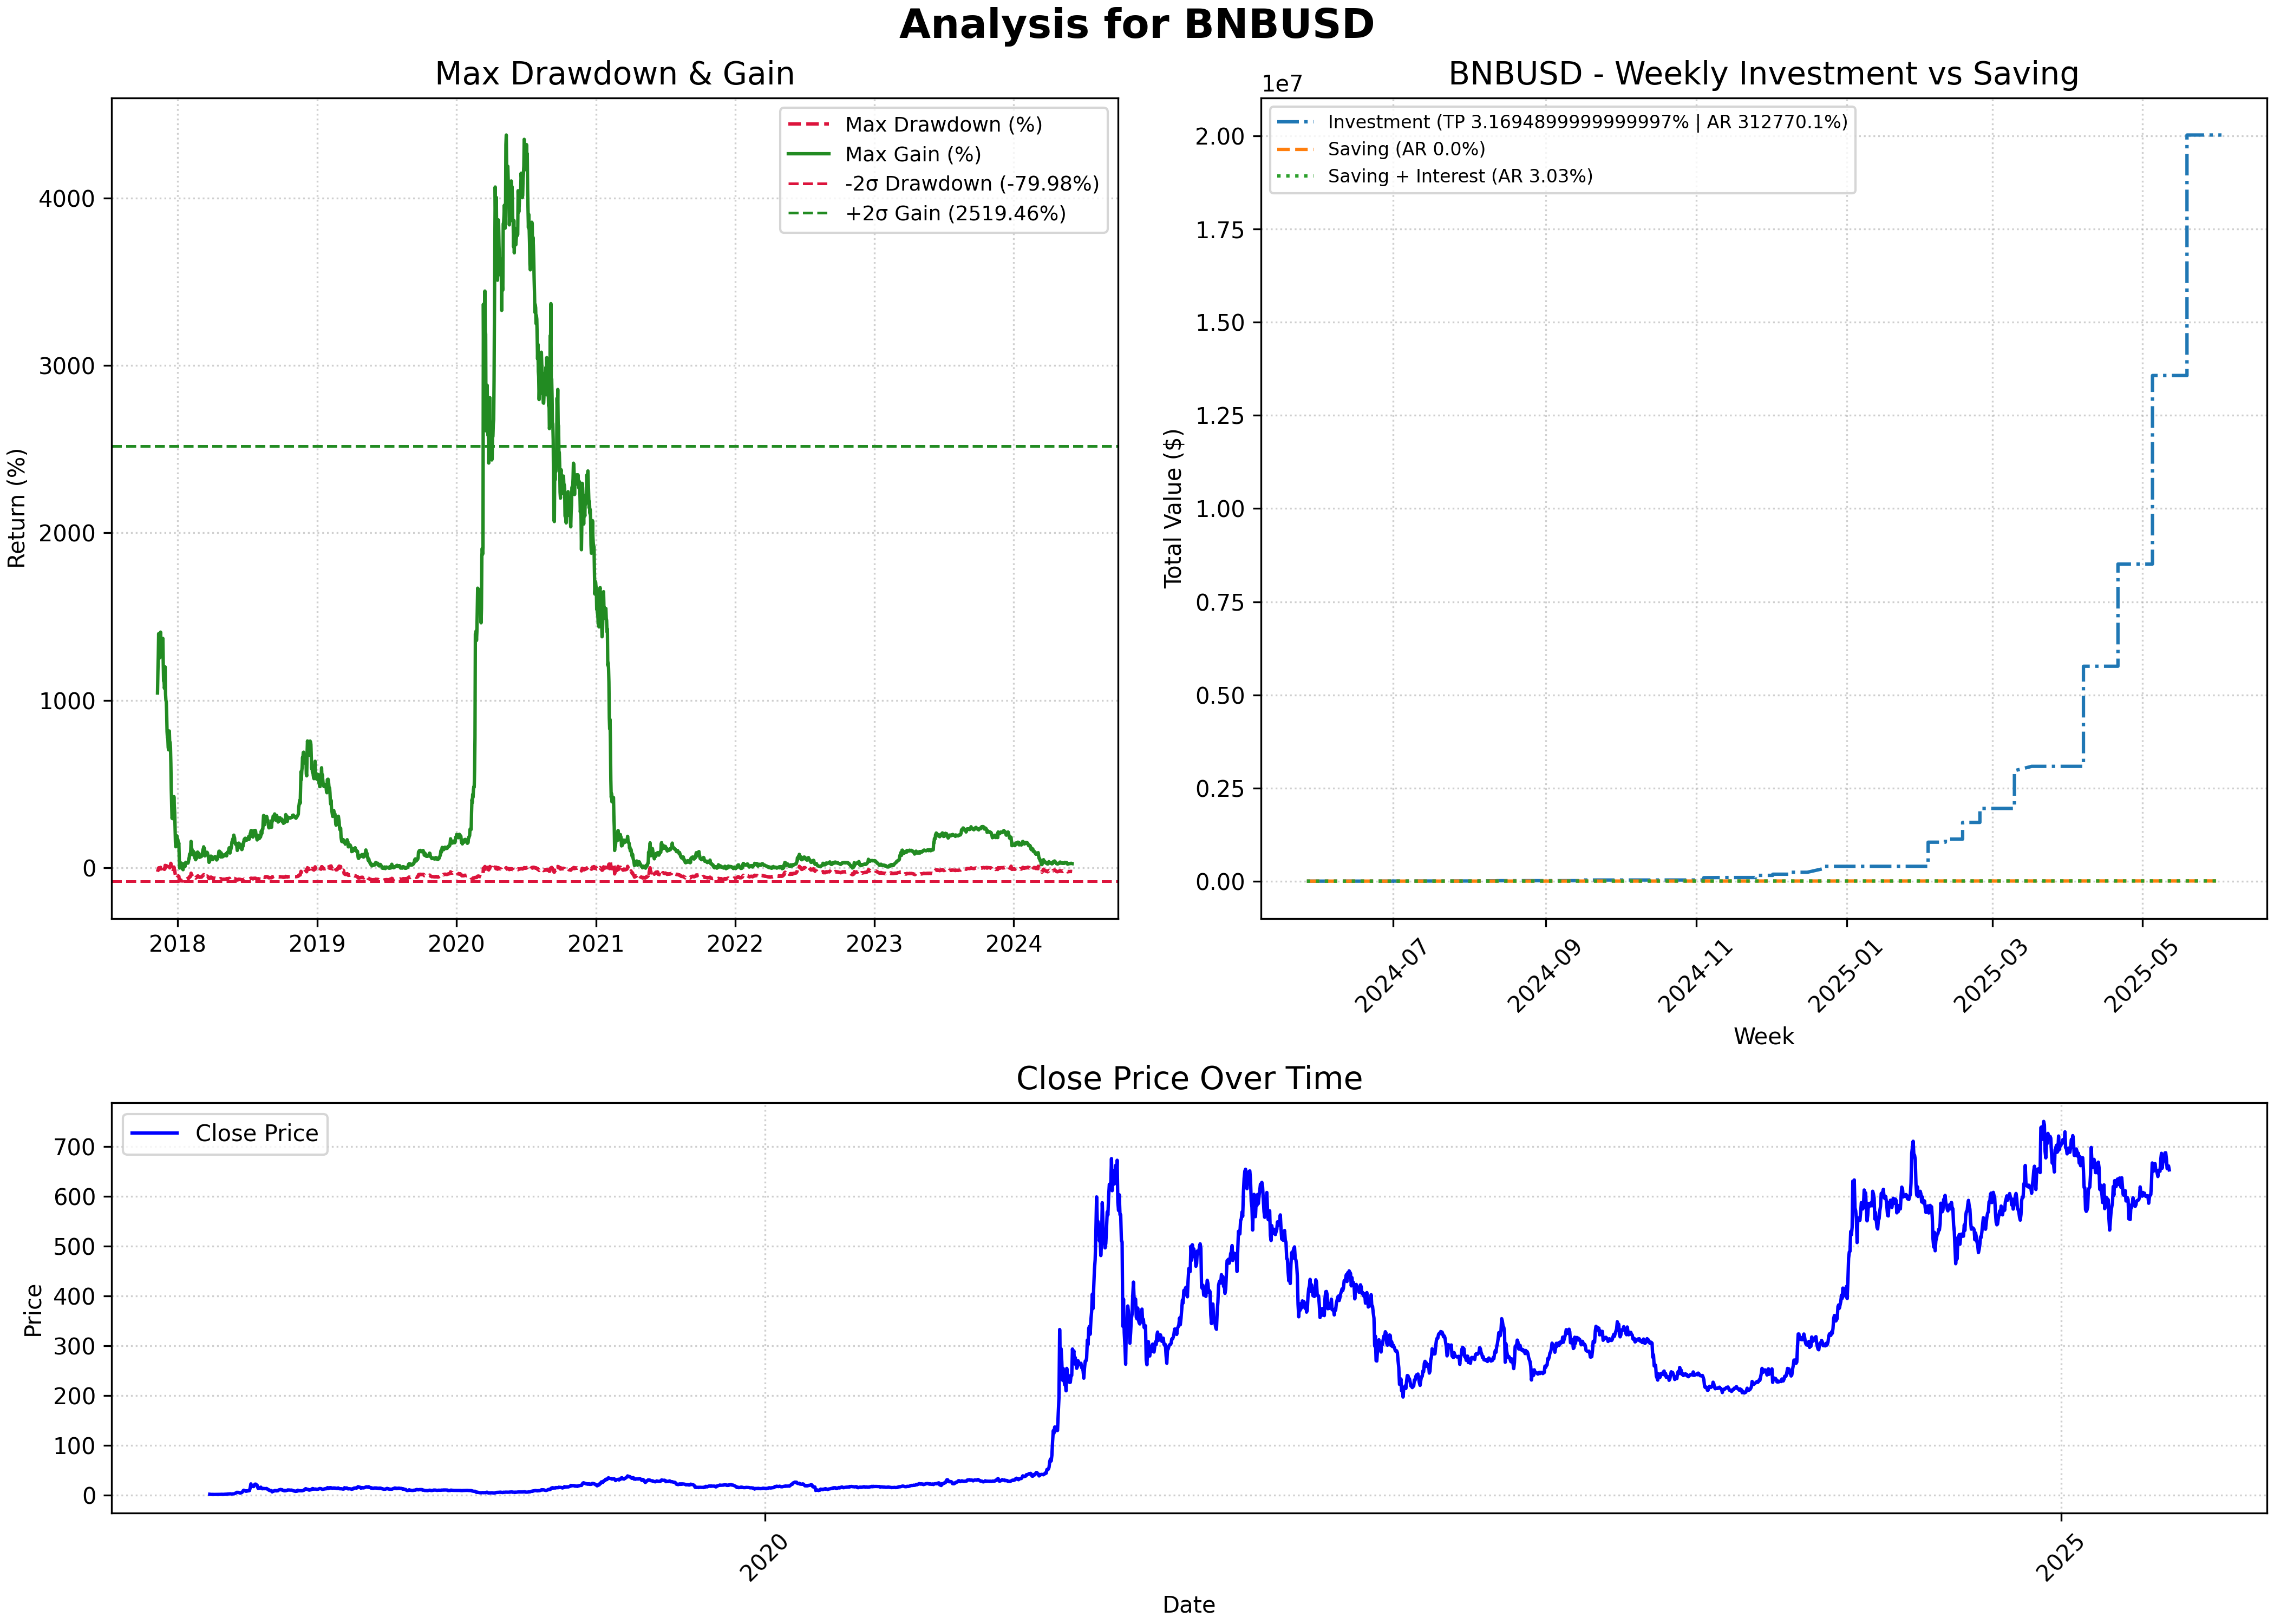 Analysis for BNBUSD
Max Drawdown & Gain
Return (%)
4000
3000
2000
1000
0
Max Drawdown (%)
Max Gain (%)
-2σ Drawdown (-79.98%)
+2σ Gain (2519.46%)
2018 2019 2020 2021 2022 2023 2024
BNBUSD - Weekly Investment vs Saving
1e7
Total Value ($)
2.00
1.75
1.50
1.25
1.00
0.75
0.50
0.25
0.00
Investment (TP 3.1694899999999997% | AR 312770.1%)
Saving (AR 0.0%)
Saving + Interest (AR 3.03%)
2024-07 2024-09 2024-11 2025-01 2025-03 2025-05
Week
Close Price Over Time
Price
700
600
500
400
300
200
100
0
Close Price
2020 2025
Date